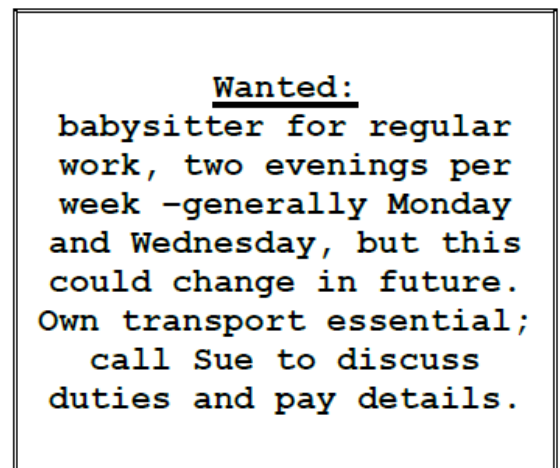 Wanted:
babysitter for regular
work, two evenings per
week –generally Monday
and Wednesday, but this
could change in future.
Own transport essential;
call Sue to discuss
duties and pay details.